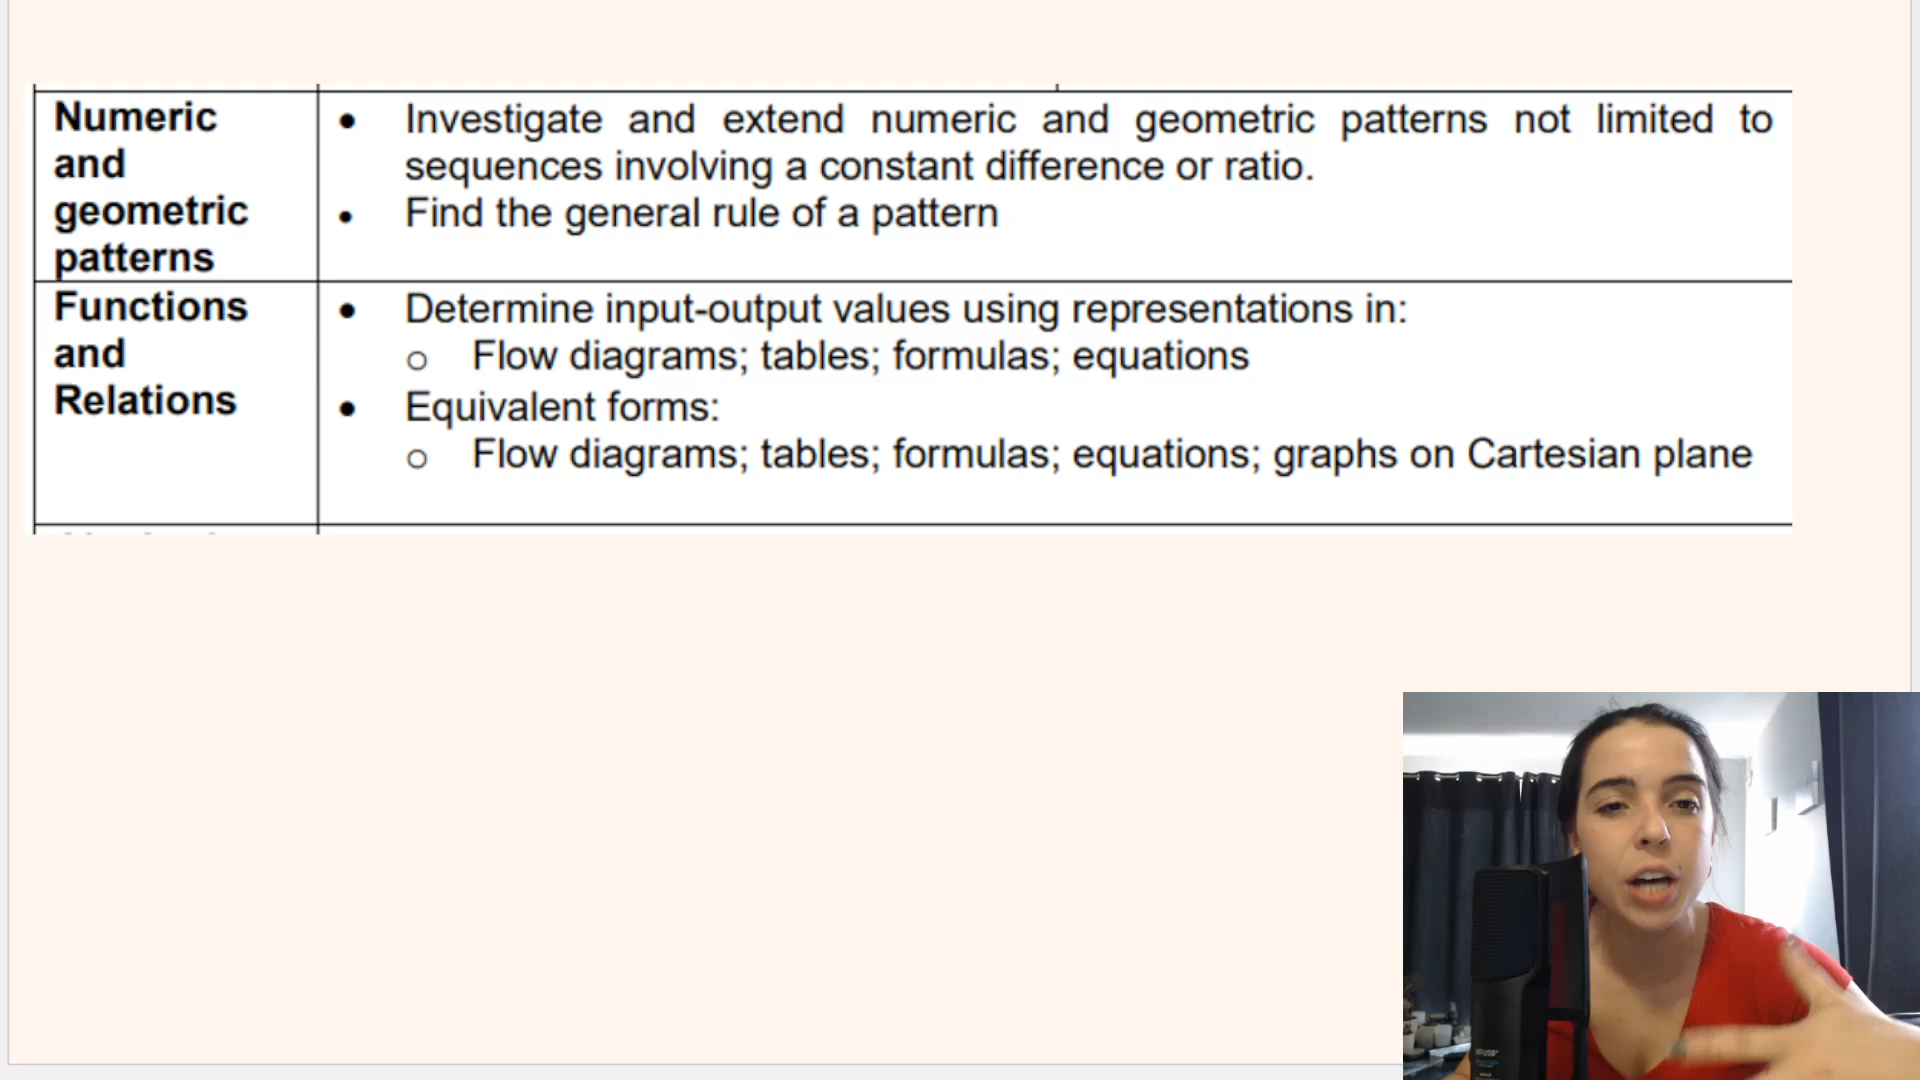 Numeric
and
geometric
patterns
• Investigate and extend numeric and geometric patterns not limited to
sequences involving a constant difference or ratio.
• Find the general rule of a pattern
Functions
and
Relations
• Determine input-output values using representations in:
o Flow diagrams; tables; formulas; equations
• Equivalent forms:
o Flow diagrams; tables; formulas; equations; graphs on Cartesian plane